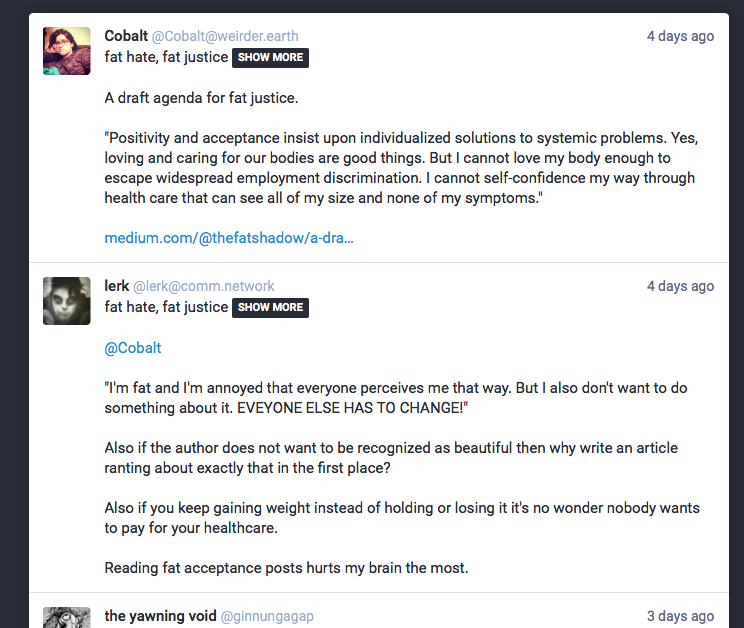 Cobalt @Cobalt@weirder.earth 4 days ago
fat hate, fat justice SHOW MORE
A draft agenda for fat justice.
"Positivity and acceptance insist upon individualized solutions to systemic problems. Yes,
loving and caring for our bodies are good things. But I cannot love my body enough to
escape widespread employment discrimination. I cannot self-confidence my way through
health care that can see all of my size and none of my symptoms."
medium.com/@thefatshadow/a-dra...
lerk @lerk@comm.network 4 days ago
fat hate, fat justice SHOW MORE
@Cobalt
"I'm fat and I'm annoyed that everyone perceives me that way. But I also don't want to do
something about it. EVEYONE ELSE HAS TO CHANGE!"
Also if the author does not want to be recognized as beautiful then why write an article
ranting about exactly that in the first place?
Also if you keep gaining weight instead of holding or losing it it's no wonder nobody wants
to pay for your healthcare.
Reading fat acceptance posts hurts my brain the most.
the yawning void @ginnungagap 3 days ago